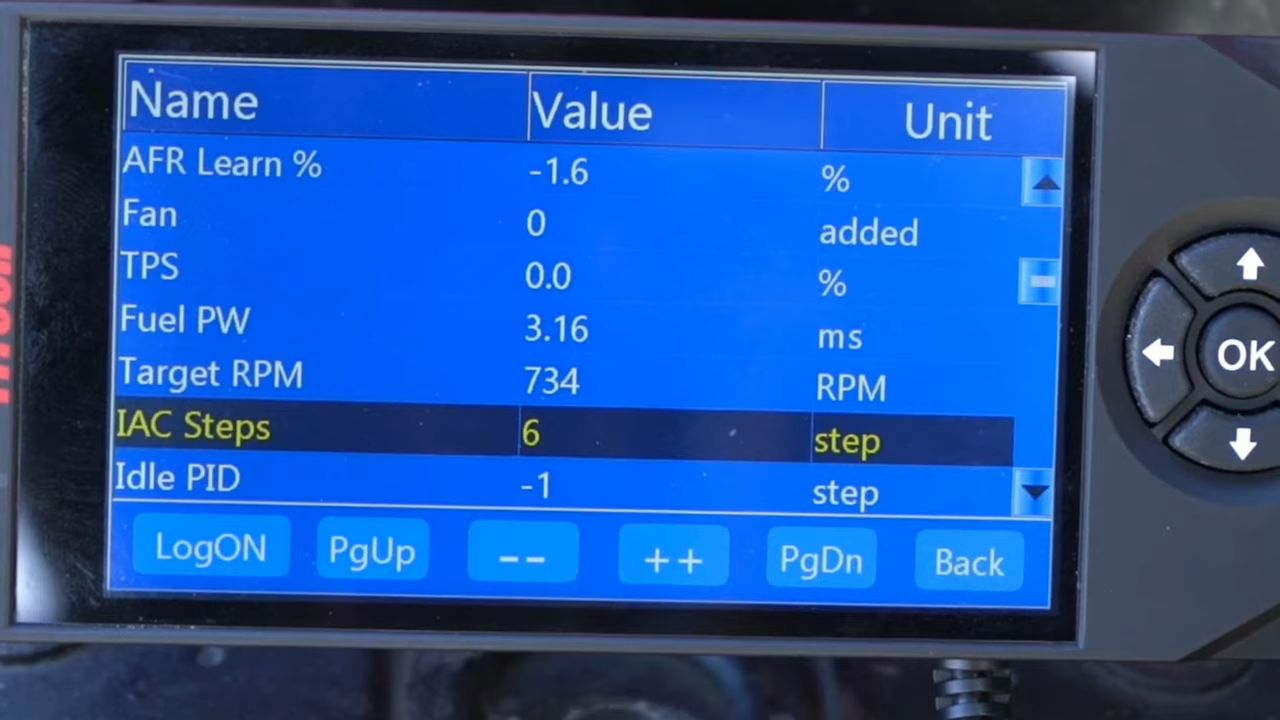 Name Value Unit
AFR Learn % -1.6 %
Fan 0 added
TPS 0.0 %
Fuel PW 3.16 ms
Target RPM 734 RPM
IAC Steps 6 step
Idle PID -1 step
LogON PgUp -- ++ PgDn Back
OK